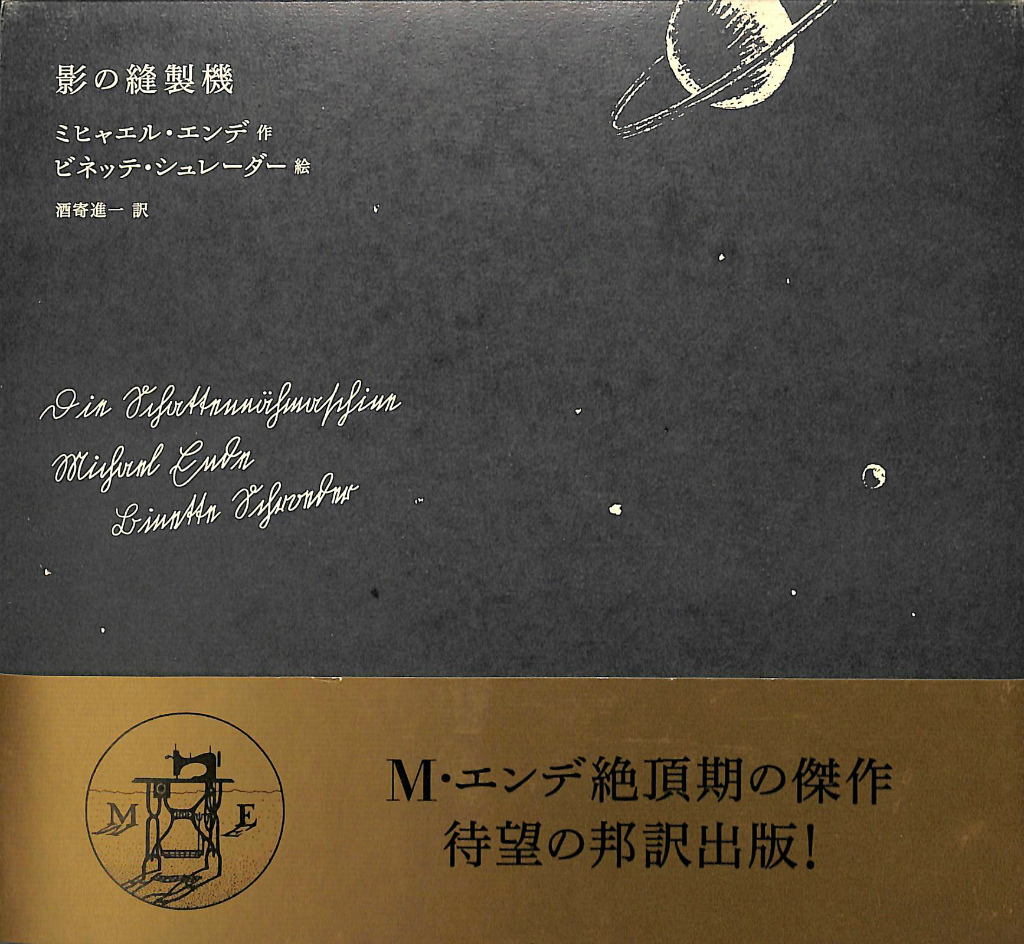 影の縫製機
ミヒャエル・エンデ 作
ビネッテ・シュレーダー 絵
酒寄進一 訳
Die Schattennähmaschine
Michael Ende
Binette Schroeder
M E
M・エンデ絶頂期の傑作
待望の邦訳出版!